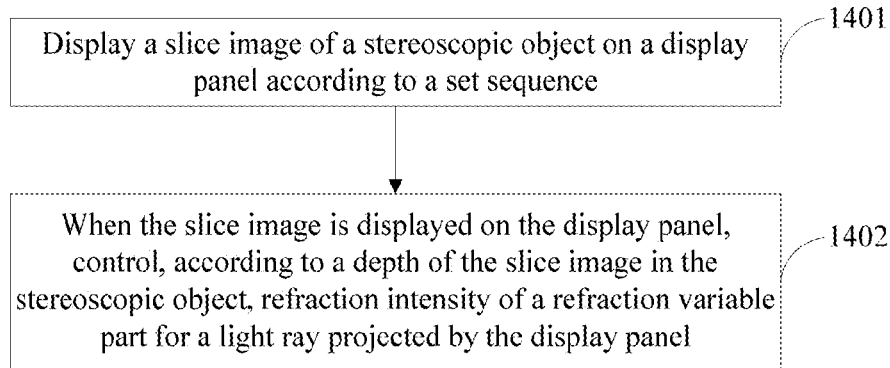 1401
Display a slice image of a stereoscopic object on a display
panel according to a set sequence
When the slice image is displayed on the display panel,
1402
control, according to a depth of the slice image in the
stereoscopic object, refraction intensity of a refraction variable
part for a light ray projected by the display panel